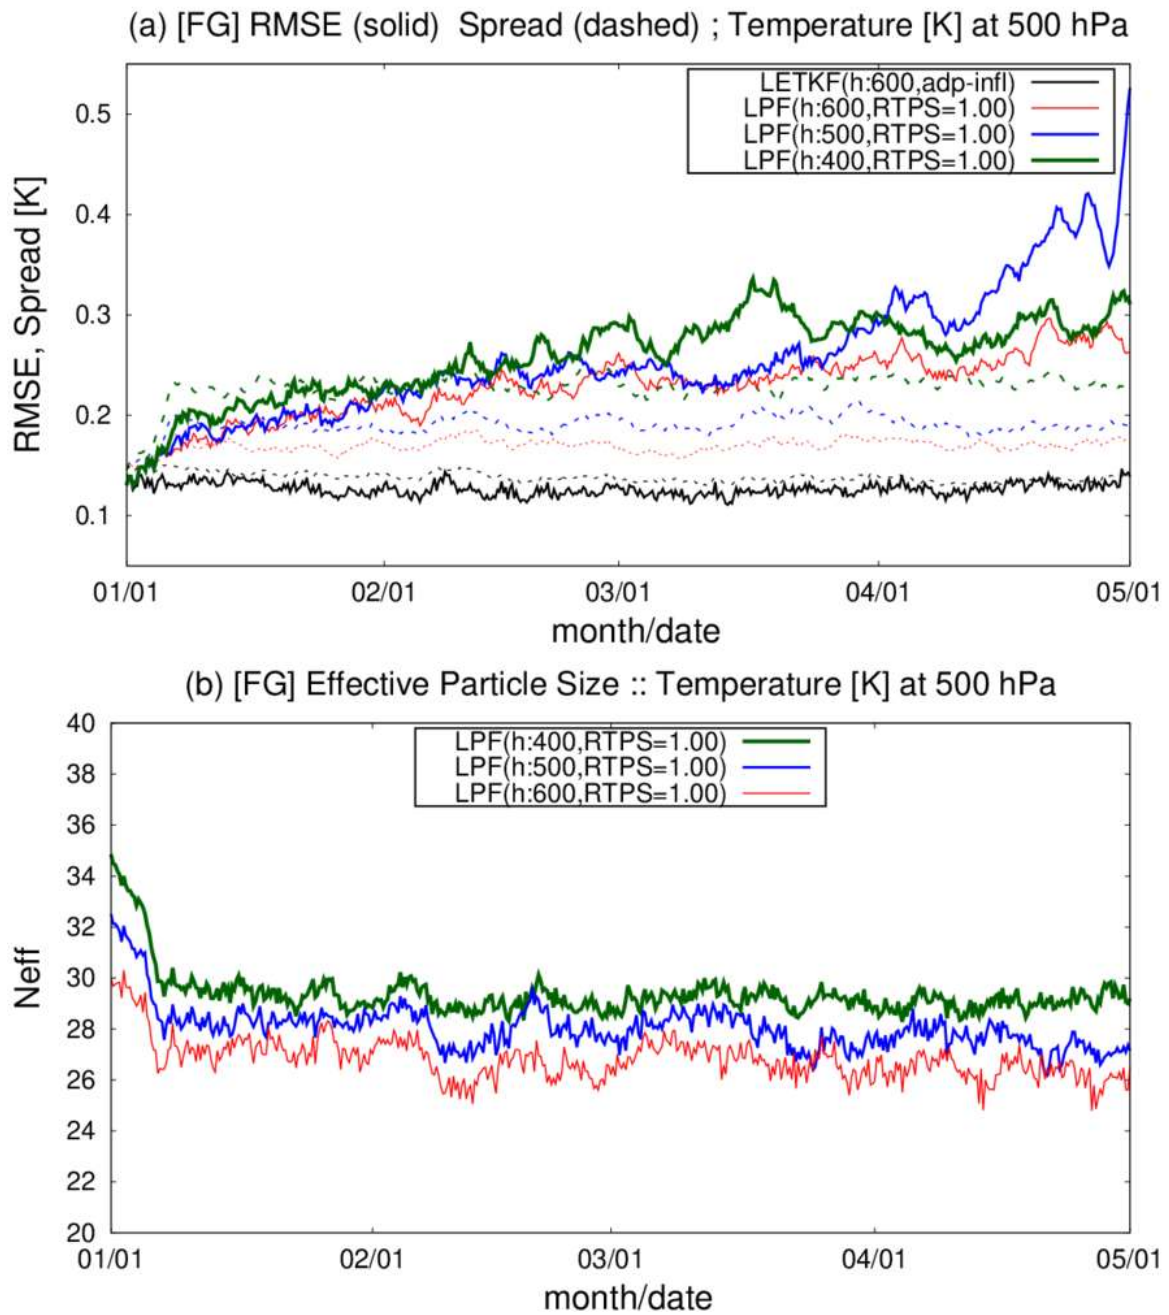 (a) [FG] RMSE (solid)  Spread (dashed) ; Temperature [K] at 500 hPa
LETKF(h:600,adp-infl)
LPF(h:600,RTPS=1.00)
LPF(h:500,RTPS=1.00)
LPF(h:400,RTPS=1.00)
RMSE, Spread [K]
0.5
0.4
0.3
0.2
0.1
01/01 02/01 03/01 04/01 05/01
month/date
(b) [FG] Effective Particle Size :: Temperature [K] at 500 hPa
LPF(h:400,RTPS=1.00)
LPF(h:500,RTPS=1.00)
LPF(h:600,RTPS=1.00)
Neff
40
38
36
34
32
30
28
26
24
22
20
01/01 02/01 03/01 04/01 05/01
month/date